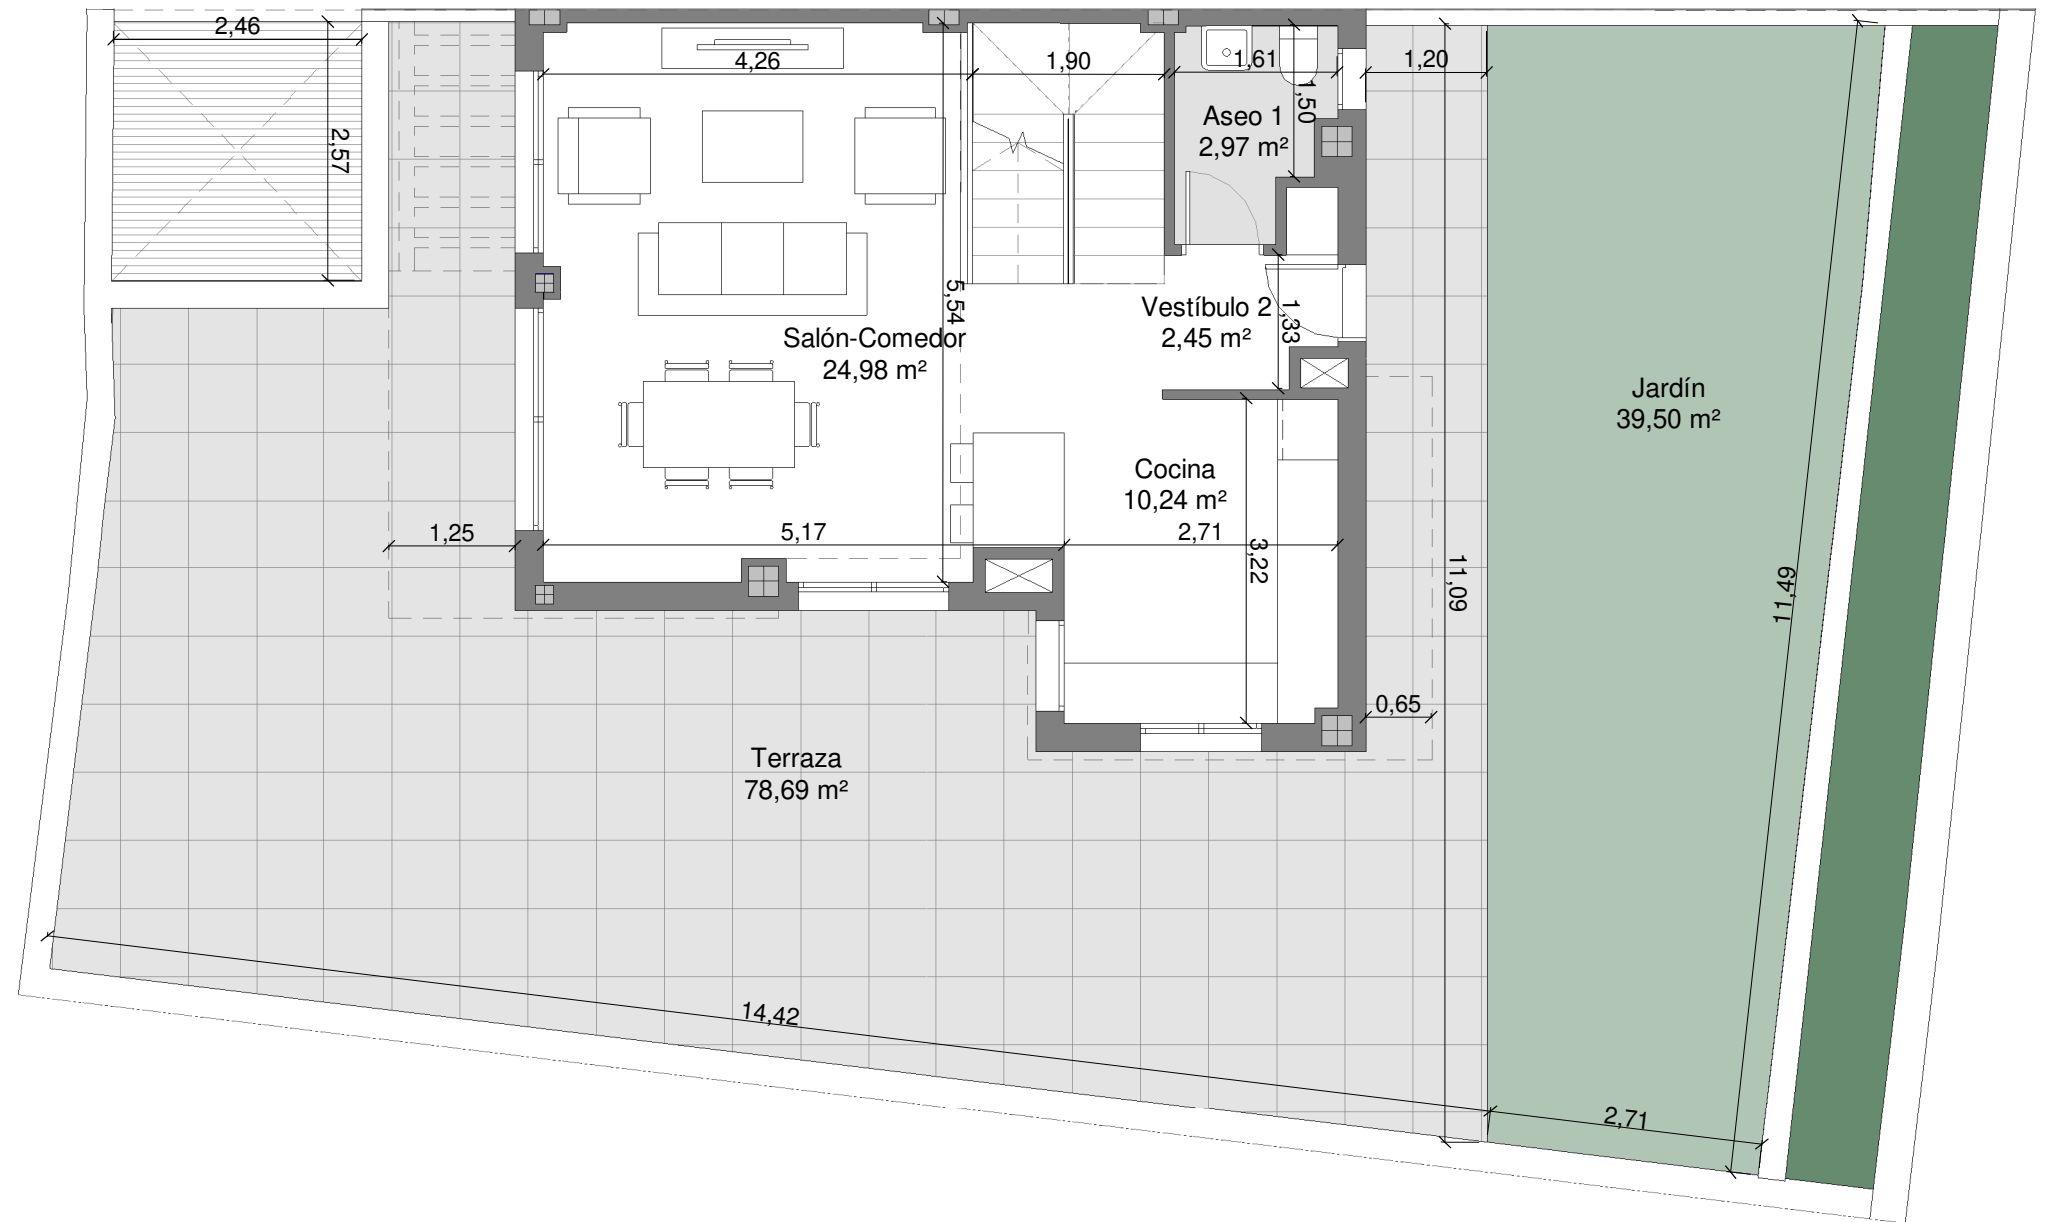 2,46
4,26
1,90
1,61
1,20
1,50
2,57
Aseo 1
2,97 m²
5,54
Vestíbulo 2
2,45 m²
1,33
Salón-Comedor
24,98 m²
Jardín
39,50 m²
Cocina
10,24 m²
1,25
5,17
2,71
3,22
11,09
11,49
0,65
Terraza
78,69 m²
14,42
2,71